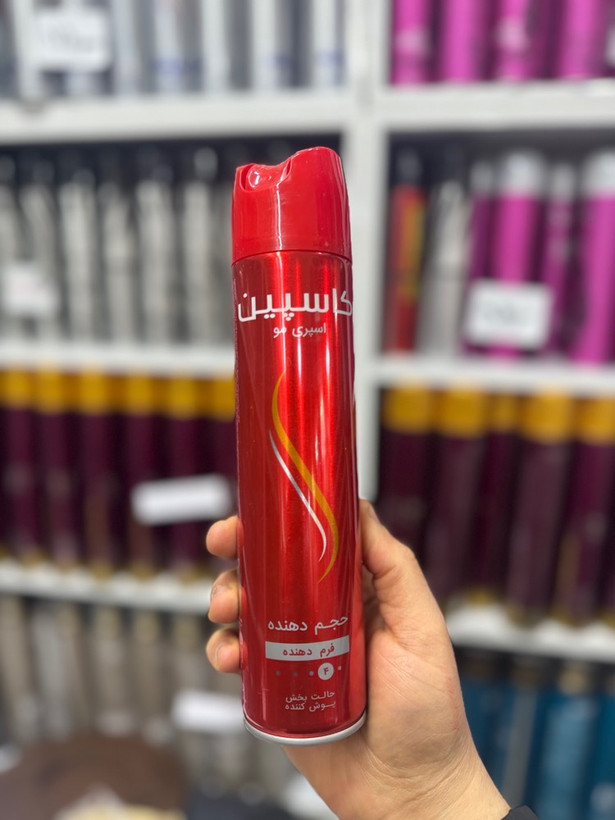 کاسپین
اسپری مو
حجم دهنده
فرم دهنده
۴
حالت بخش
پوش کننده